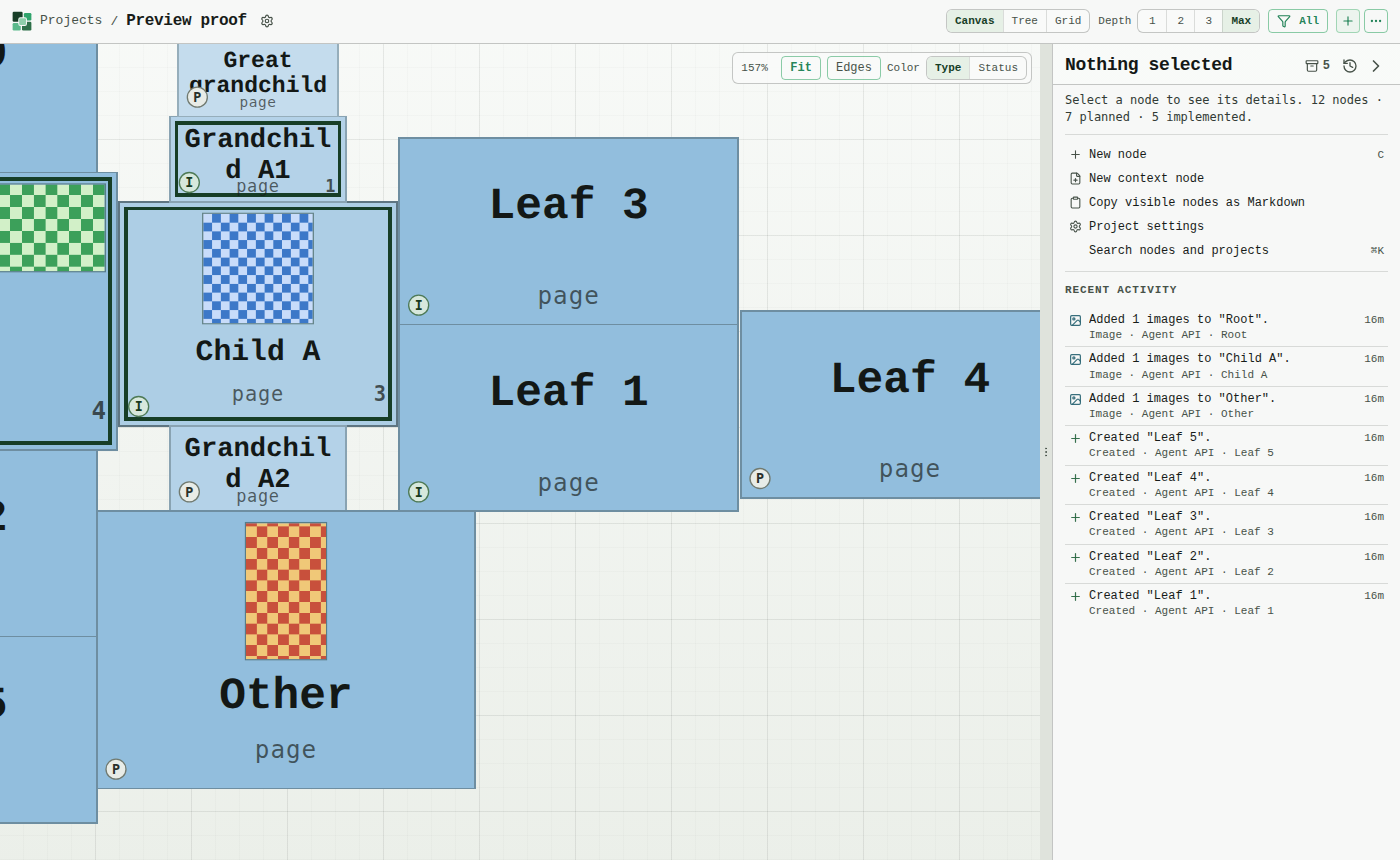 Projects / Preview proof
Canvas Tree Grid Depth 1 2 3 Max All
157% Fit Edges Color Type Status
Great
grandchild
page
P
Grandchil
d A1
page
I
1
Child A
page
I
3
4
Grandchil
d A2
page
P
Leaf 3
page
I
Leaf 1
page
I
Leaf 4
page
P
2
5
Other
page
P
Nothing selected
5
Select a node to see its details. 12 nodes ·
7 planned · 5 implemented.
New node C
New context node
Copy visible nodes as Markdown
Project settings
Search nodes and projects ⌘K
RECENT ACTIVITY
Added 1 images to "Root". 16m
Image · Agent API · Root
Added 1 images to "Child A". 16m
Image · Agent API · Child A
Added 1 images to "Other". 16m
Image · Agent API · Other
Created "Leaf 5". 16m
Created · Agent API · Leaf 5
Created "Leaf 4". 16m
Created · Agent API · Leaf 4
Created "Leaf 3". 16m
Created · Agent API · Leaf 3
Created "Leaf 2". 16m
Created · Agent API · Leaf 2
Created "Leaf 1". 16m
Created · Agent API · Leaf 1